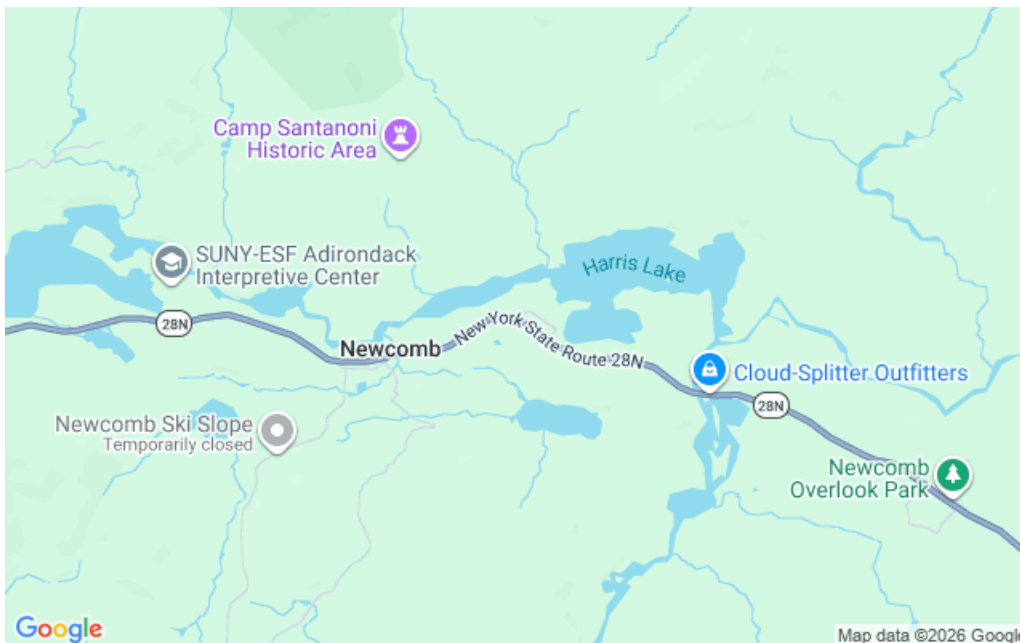 Camp Santanoni
Historic Area
SUNY-ESF Adirondack
Interpretive Center
Harris Lake
28N
Newcomb
New York State Route 28N
Cloud-Splitter Outfitters
28N
Newcomb Ski Slope
Temporarily closed
Newcomb
Overlook Park
Google
Map data ©2026 Google